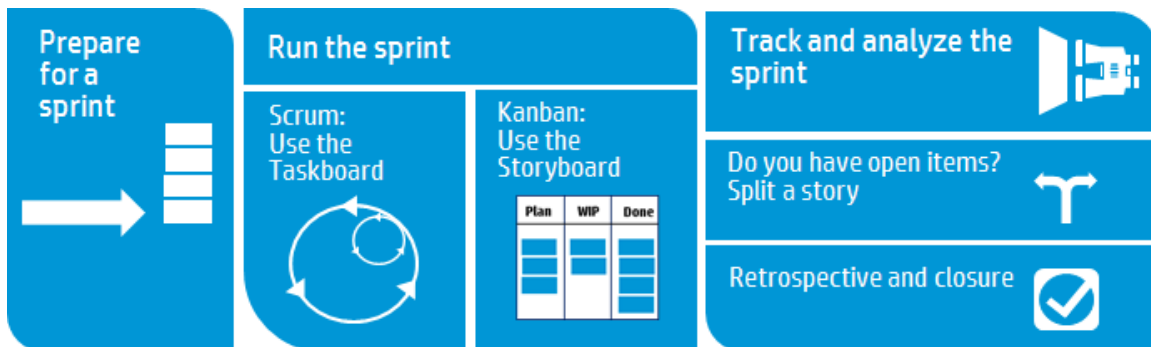 Prepare
for a
sprint
Run the sprint
Scrum:
Use the
Taskboard
Kanban:
Use the
Storyboard
Plan WIP Done
Track and analyze the
sprint
Do you have open items?
Split a story
Retrospective and closure